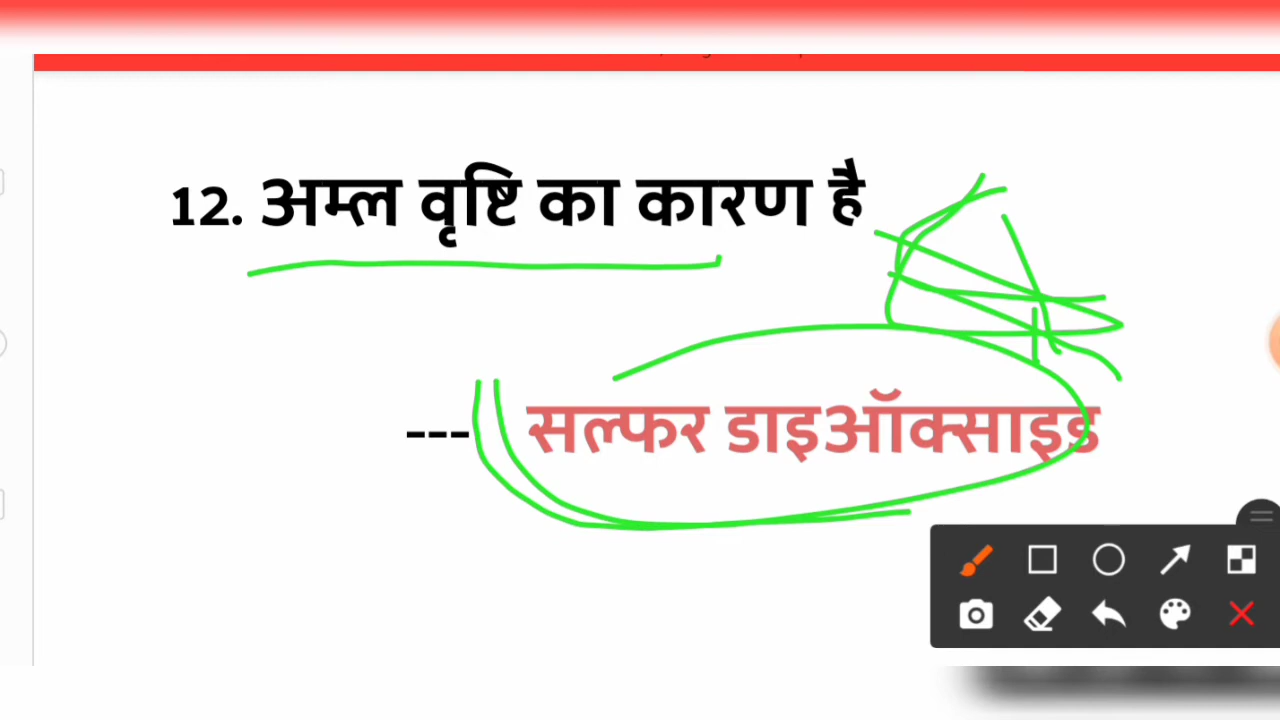 12. अम्ल वृष्टि का कारण है
--- सल्फर डाइऑक्साइड